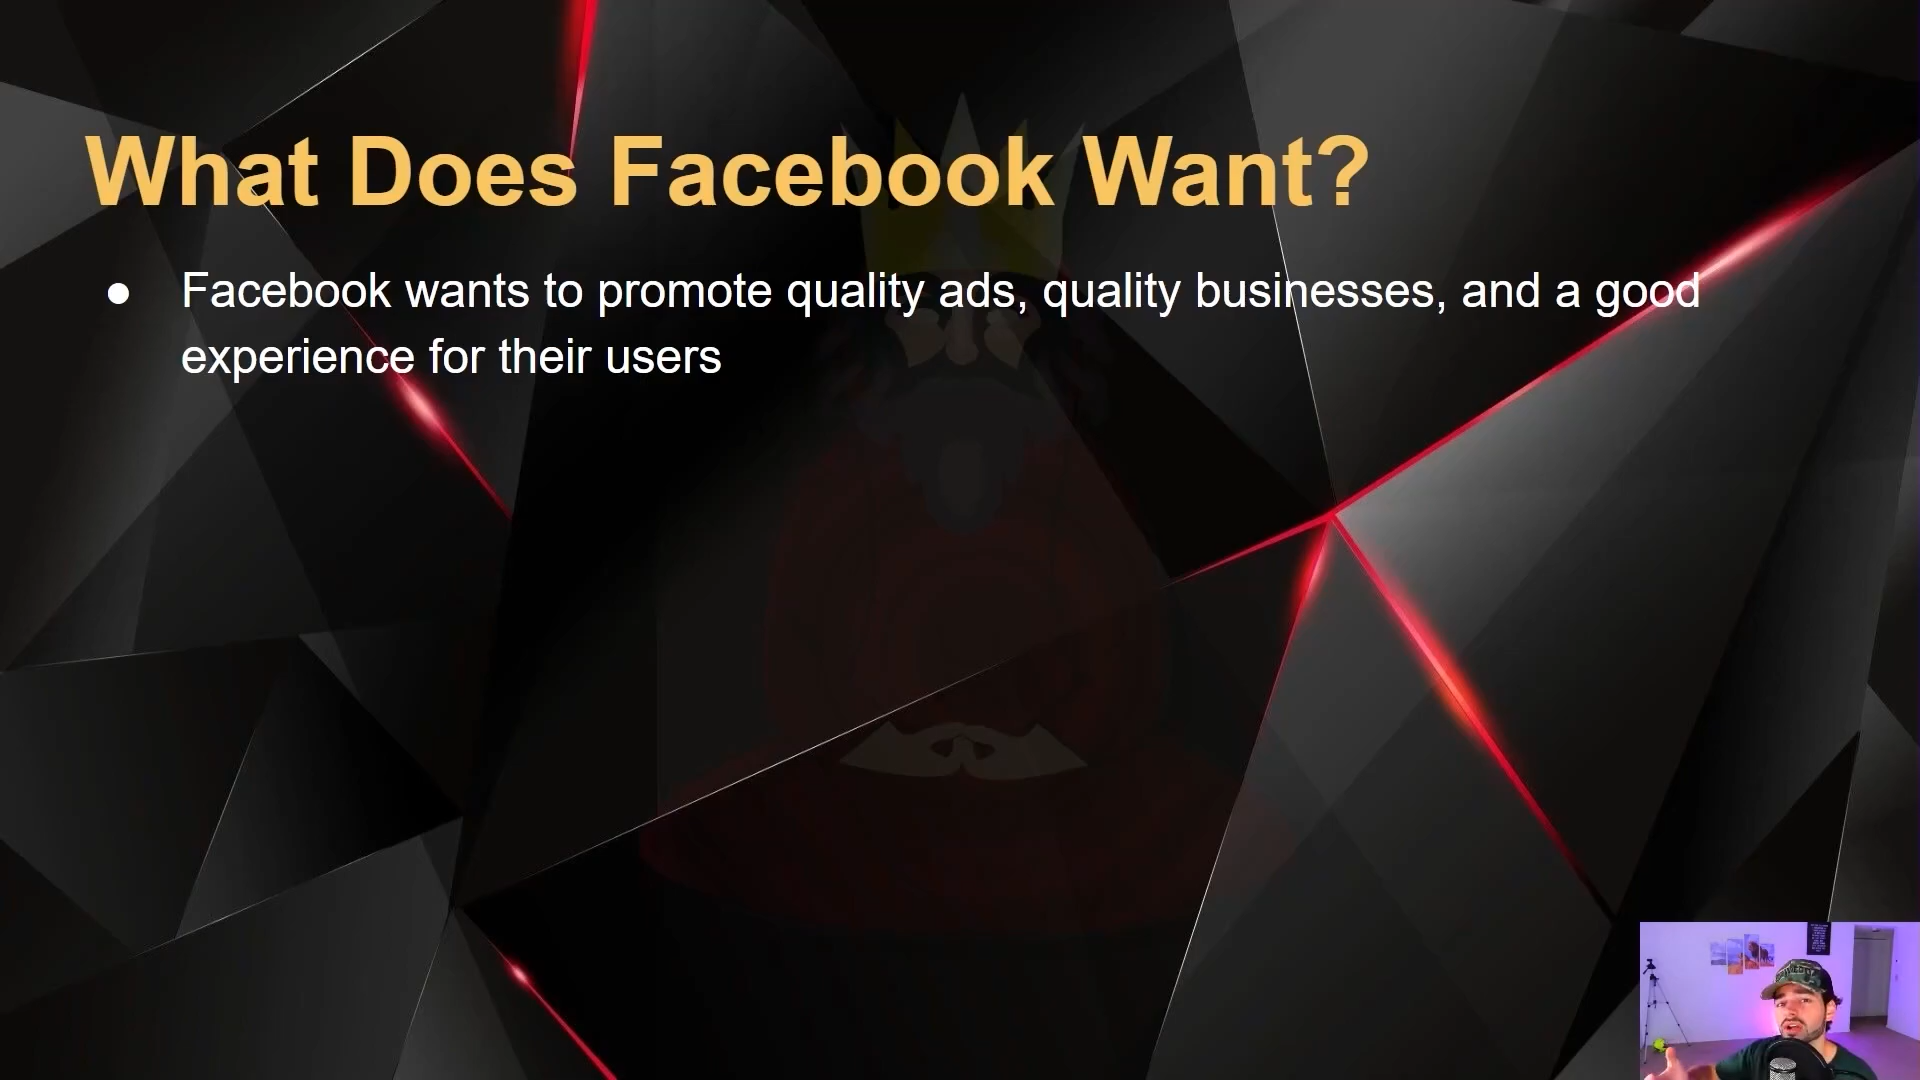 What Does Facebook Want?
● Facebook wants to promote quality ads, quality businesses, and a good
experience for their users